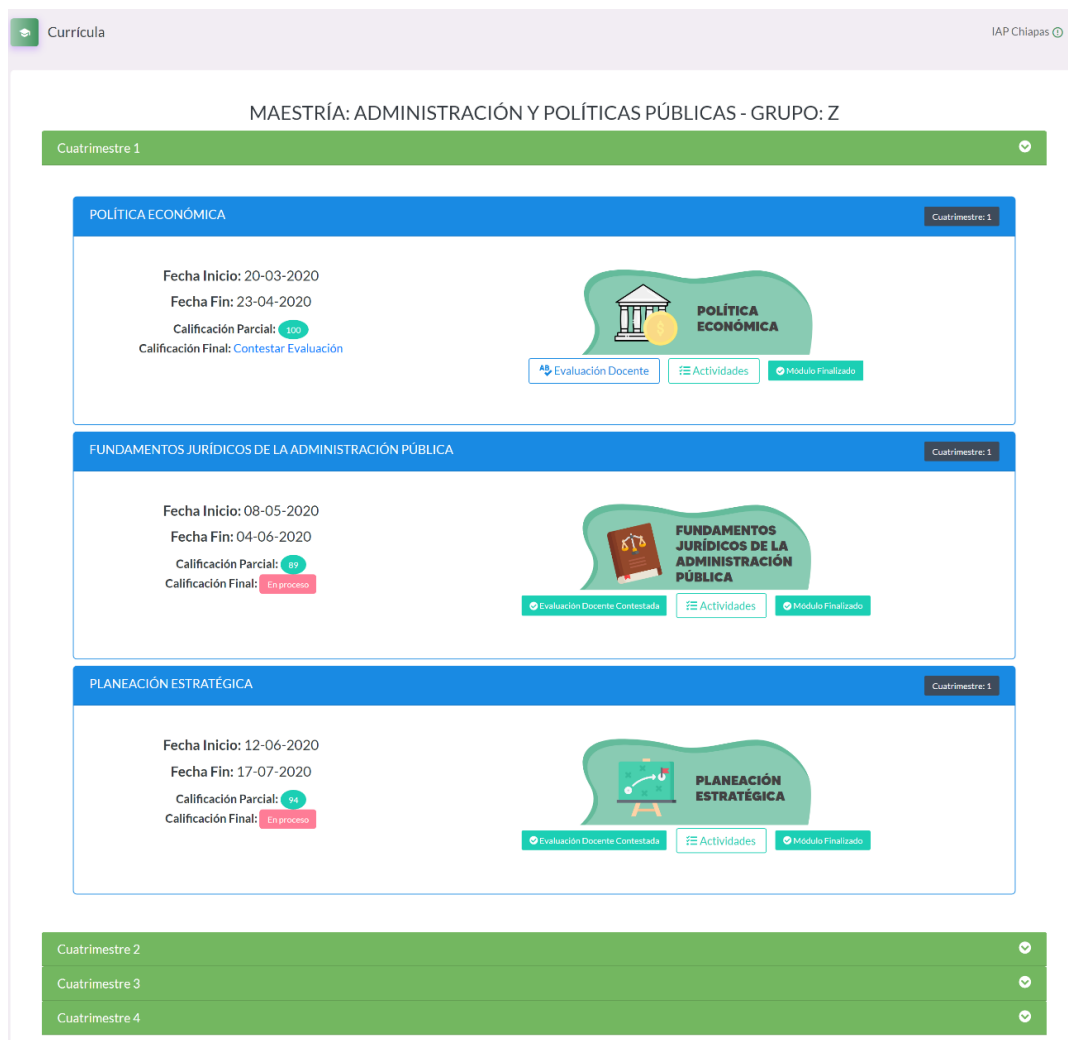 Currícula
IAP Chiapas
MAESTRÍA: ADMINISTRACIÓN Y POLÍTICAS PÚBLICAS - GRUPO: Z
Cuatrimestre 1
POLÍTICA ECONÓMICA
Cuatrimestre: 1
Fecha Inicio: 20-03-2020
Fecha Fin: 23-04-2020
Calificación Parcial: 100
Calificación Final: Contestar Evaluación
POLÍTICA
ECONÓMICA
Evaluación Docente
Actividades
Módulo Finalizado
FUNDAMENTOS JURÍDICOS DE LA ADMINISTRACIÓN PÚBLICA
Cuatrimestre: 1
Fecha Inicio: 08-05-2020
Fecha Fin: 04-06-2020
Calificación Parcial: 89
Calificación Final: En proceso
FUNDAMENTOS
JURÍDICOS DE LA
ADMINISTRACIÓN
PÚBLICA
Evaluación Docente Contestada
Actividades
Módulo Finalizado
PLANEACIÓN ESTRATÉGICA
Cuatrimestre: 1
Fecha Inicio: 12-06-2020
Fecha Fin: 17-07-2020
Calificación Parcial: 94
Calificación Final: En proceso
PLANEACIÓN
ESTRATÉGICA
Evaluación Docente Contestada
Actividades
Módulo Finalizado
Cuatrimestre 2
Cuatrimestre 3
Cuatrimestre 4